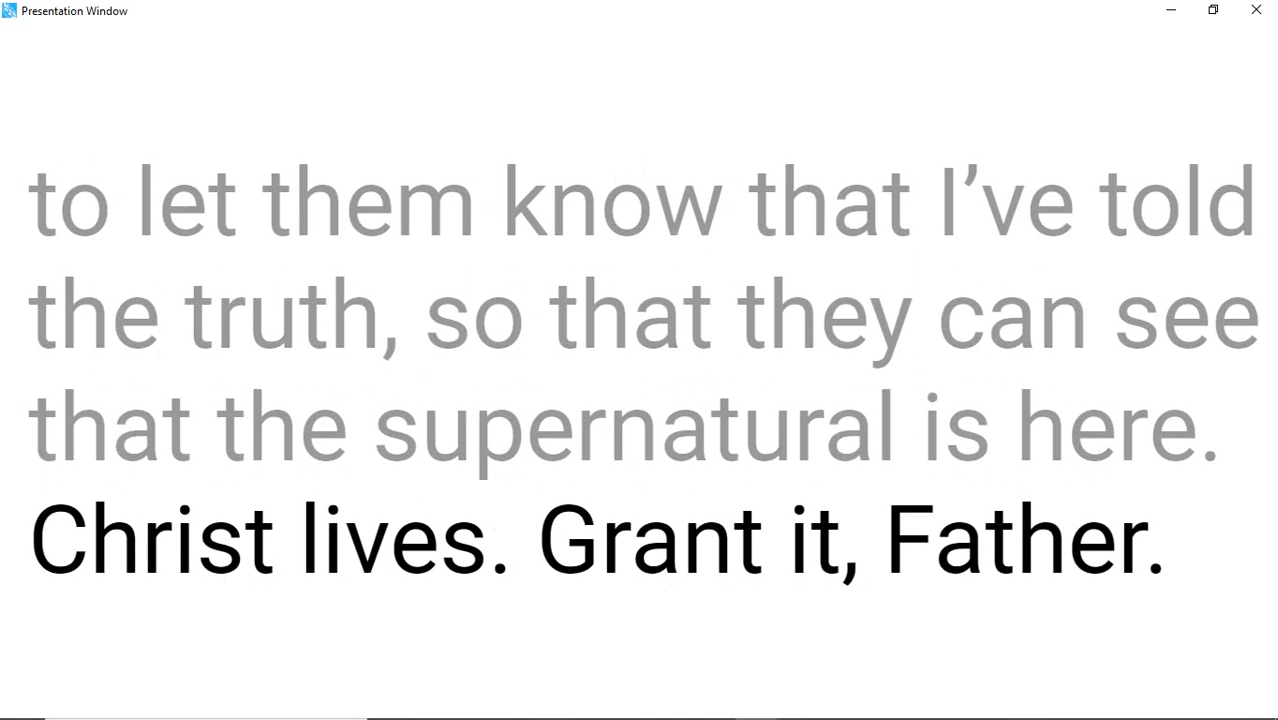 Presentation Window
to let them know that I’ve told
the truth, so that they can see
that the supernatural is here.
Christ lives. Grant it, Father.